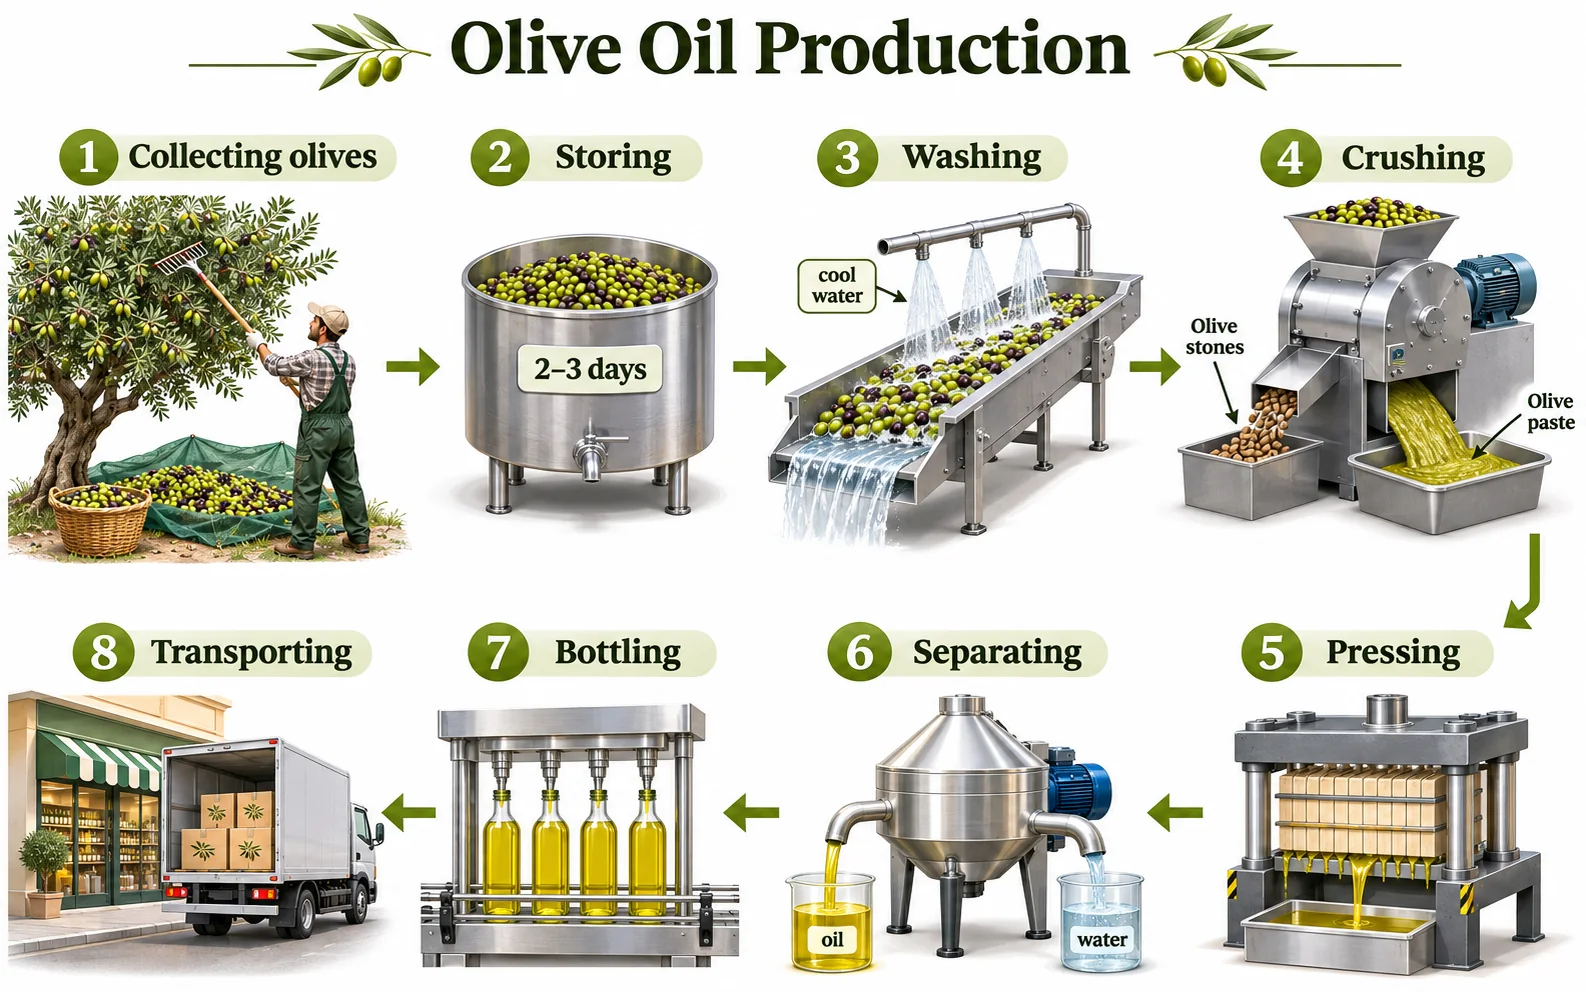 Olive Oil Production
1 Collecting olives
2 Storing
3 Washing
4 Crushing
2–3 days
cool
water
Olive
stones
Olive
paste
8 Transporting
7 Bottling
6 Separating
5 Pressing
oil
water